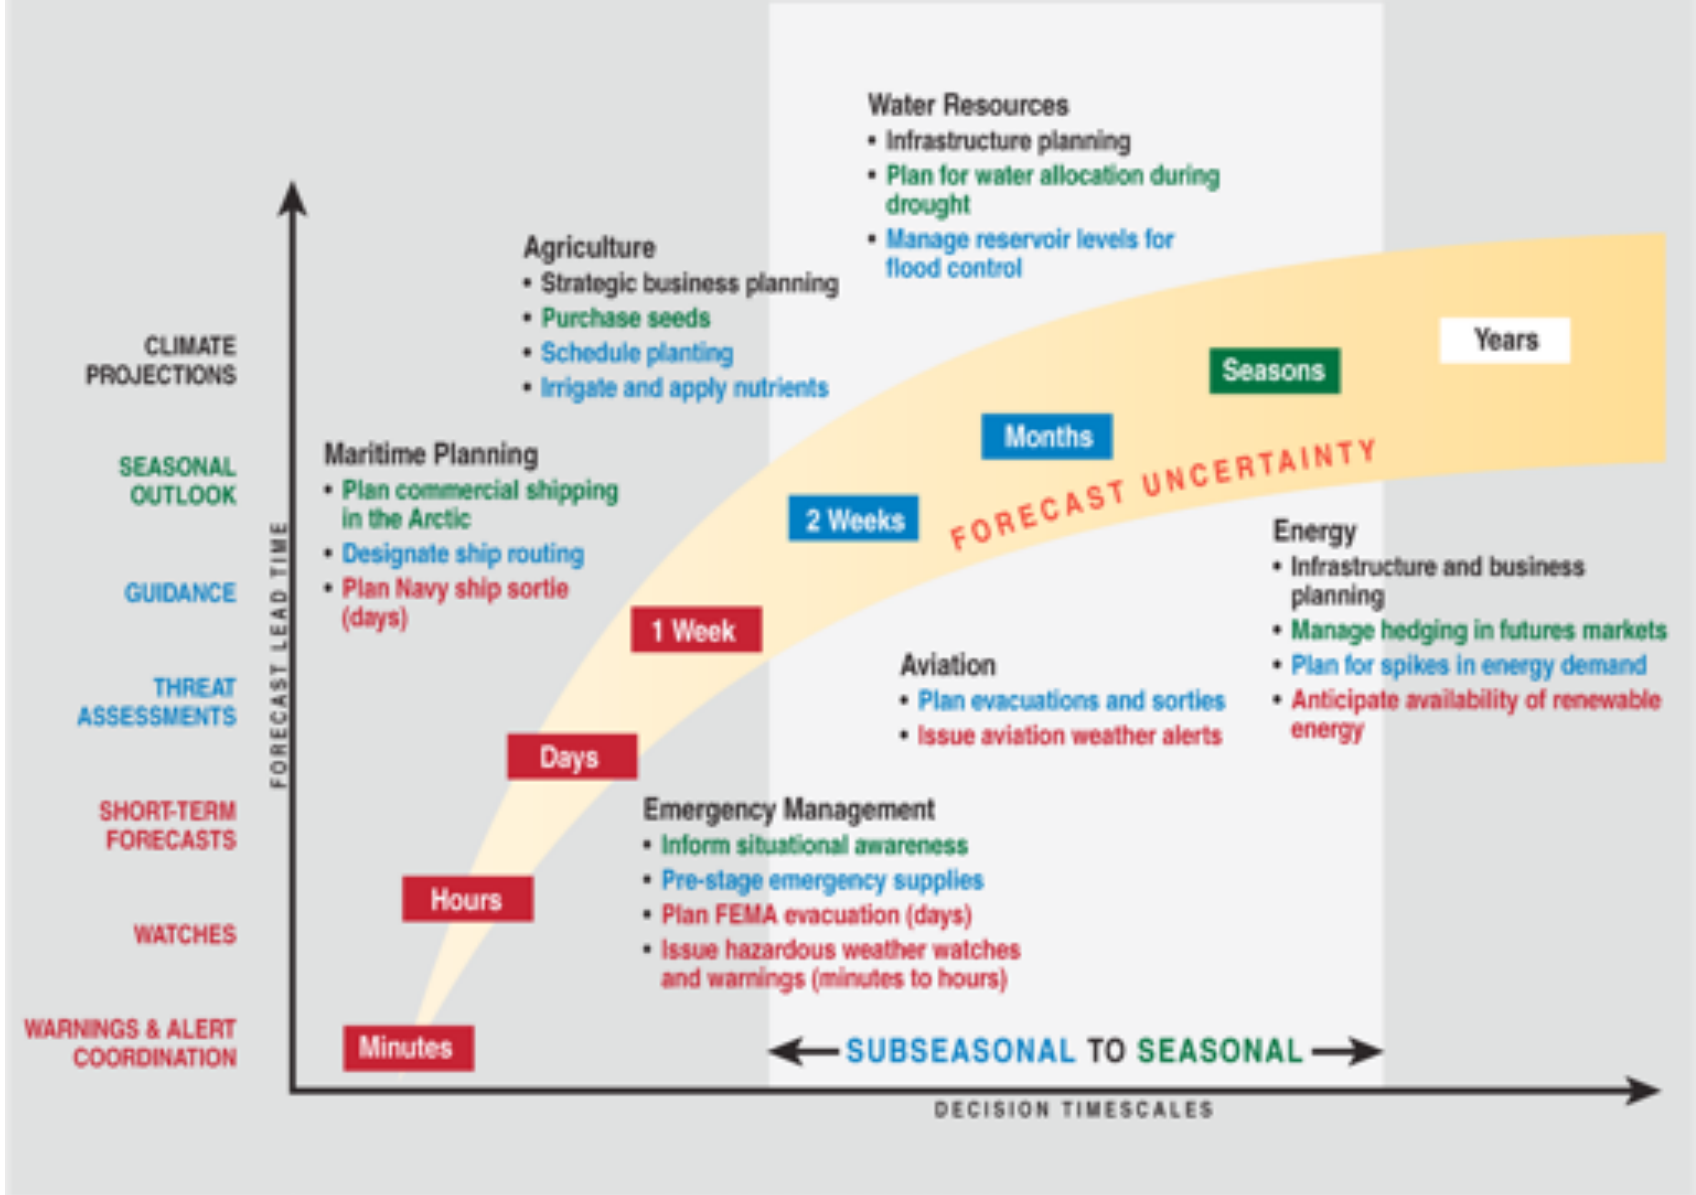 Water Resources
• Infrastructure planning
• Plan for water allocation during
drought
• Manage reservoir levels for
flood control
Agriculture
• Strategic business planning
• Purchase seeds
• Schedule planting
• Irrigate and apply nutrients
Maritime Planning
• Plan commercial shipping
in the Arctic
• Designate ship routing
• Plan Navy ship sortie
(days)
CLIMATE
PROJECTIONS
SEASONAL
OUTLOOK
GUIDANCE
THREAT
ASSESSMENTS
SHORT-TERM
FORECASTS
WATCHES
WARNINGS & ALERT
COORDINATION
FORECAST LEAD TIME
Years
Seasons
Months
2 Weeks
1 Week
Days
Hours
Minutes
FORECAST UNCERTAINTY
Energy
• Infrastructure and business
planning
• Manage hedging in futures markets
• Plan for spikes in energy demand
• Anticipate availability of renewable
energy
Aviation
• Plan evacuations and sorties
• Issue aviation weather alerts
Emergency Management
• Inform situational awareness
• Pre-stage emergency supplies
• Plan FEMA evacuation (days)
• Issue hazardous weather watches
and warnings (minutes to hours)
SUBSEASONAL TO SEASONAL
DECISION TIMESCALES